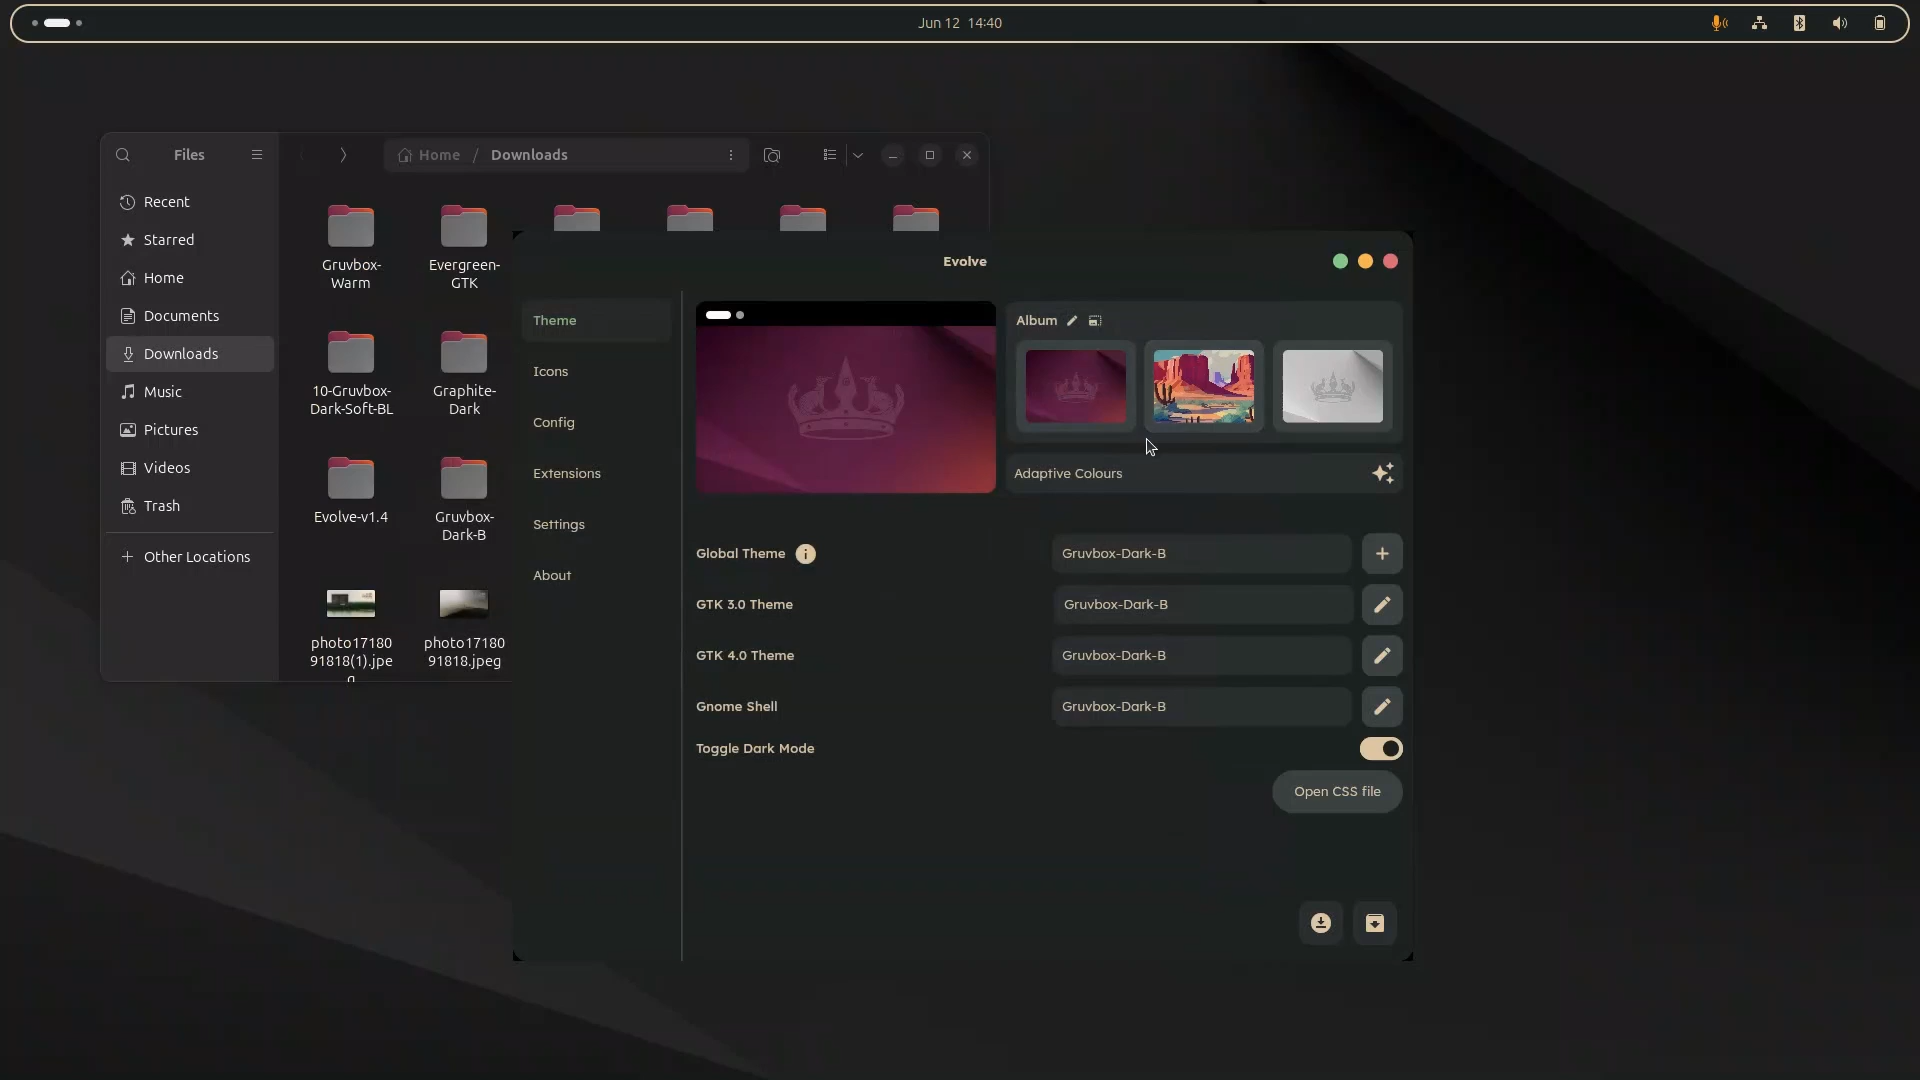 Jun 12 14:40
Files
Home / Downloads
Recent
Starred
Home
Documents
Downloads
Music
Pictures
Videos
Trash
Other Locations
Gruvbox-
Warm
Evergreen-
GTK
10-Gruvbox-
Dark-Soft-BL
Graphite-
Dark
Evolve-v1.4
Gruvbox-
Dark-B
photo17180
91818(1).jpe
g
photo17180
91818.jpeg
Evolve
Theme
Icons
Config
Extensions
Settings
About
Album
Adaptive Colours
Global Theme
Gruvbox-Dark-B
GTK 3.0 Theme
Gruvbox-Dark-B
GTK 4.0 Theme
Gruvbox-Dark-B
Gnome Shell
Gruvbox-Dark-B
Toggle Dark Mode
Open CSS file